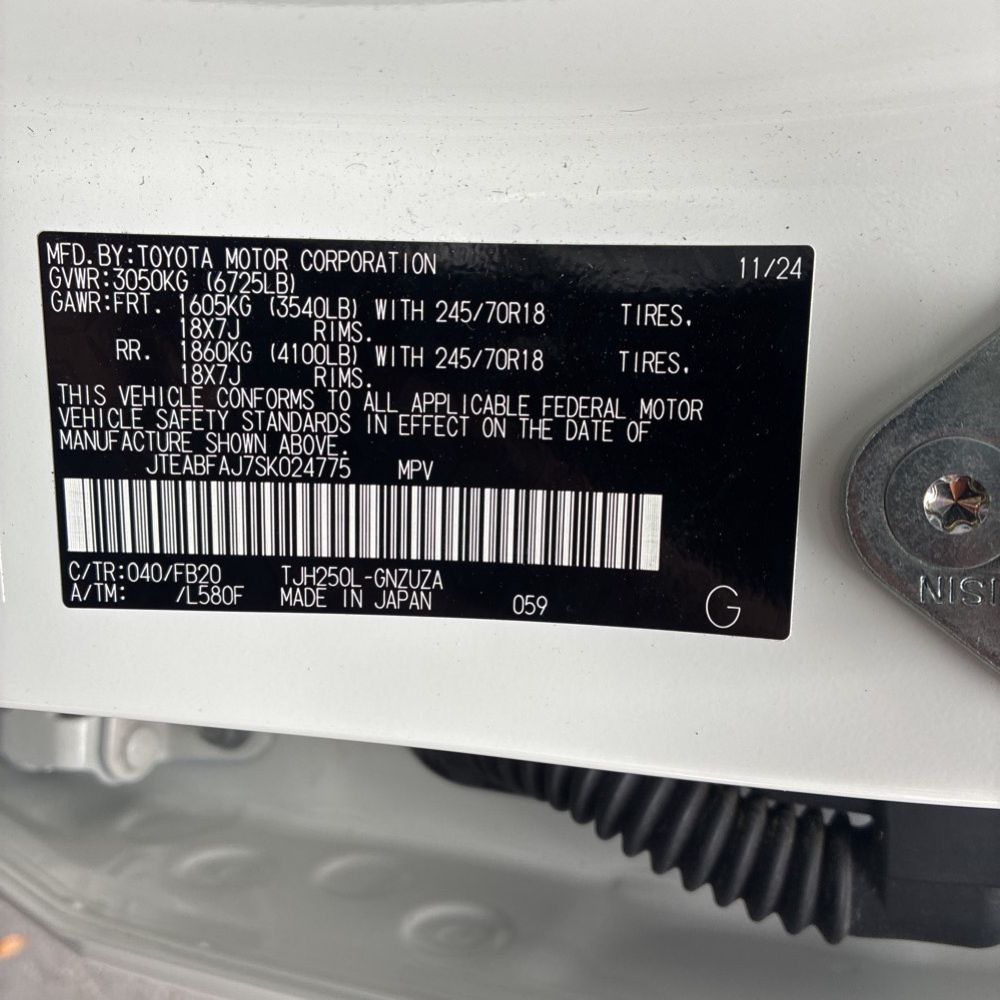 MFD.BY:TOYOTA MOTOR CORPORATION 11/24
GVWR:3050KG (6725LB)
GAWR:FRT. 1605KG (3540LB) WITH 245/70R18 TIRES.
18X7J RIMS.
RR. 1860KG (4100LB) WITH 245/70R18 TIRES.
18X7J RIMS.
THIS VEHICLE CONFORMS TO ALL APPLICABLE FEDERAL MOTOR
VEHICLE SAFETY STANDARDS IN EFFECT ON THE DATE OF
MANUFACTURE SHOWN ABOVE.
JTEABFAJ7SK024775 MPV
C/TR:040/FB20 TJH250L-GNZUZA
A/TM: /L580F MADE IN JAPAN 059 G